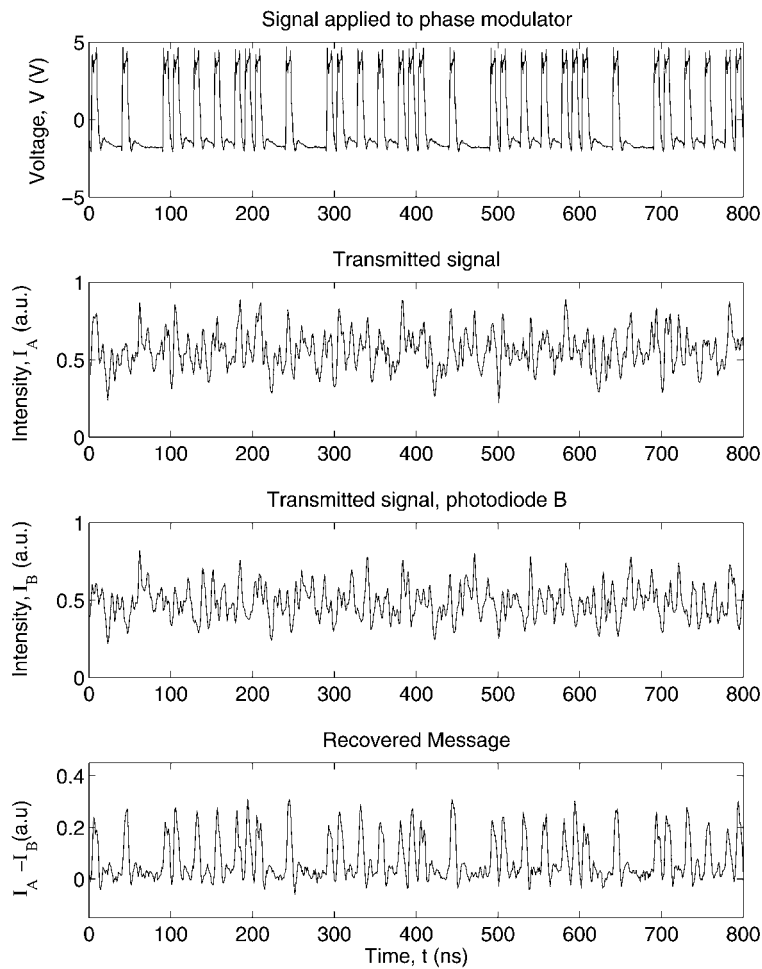 Signal applied to phase modulator
Voltage, V (V)
5
0
−5
0 100 200 300 400 500 600 700 800
Transmitted signal
Intensity, I_A (a.u.)
1
0.5
0
0 100 200 300 400 500 600 700 800
Transmitted signal, photodiode B
Intensity, I_B (a.u.)
1
0.5
0
0 100 200 300 400 500 600 700 800
Recovered Message
I_A −I_B(a.u)
0.4
0.2
0
0 100 200 300 400 500 600 700 800
Time, t (ns)